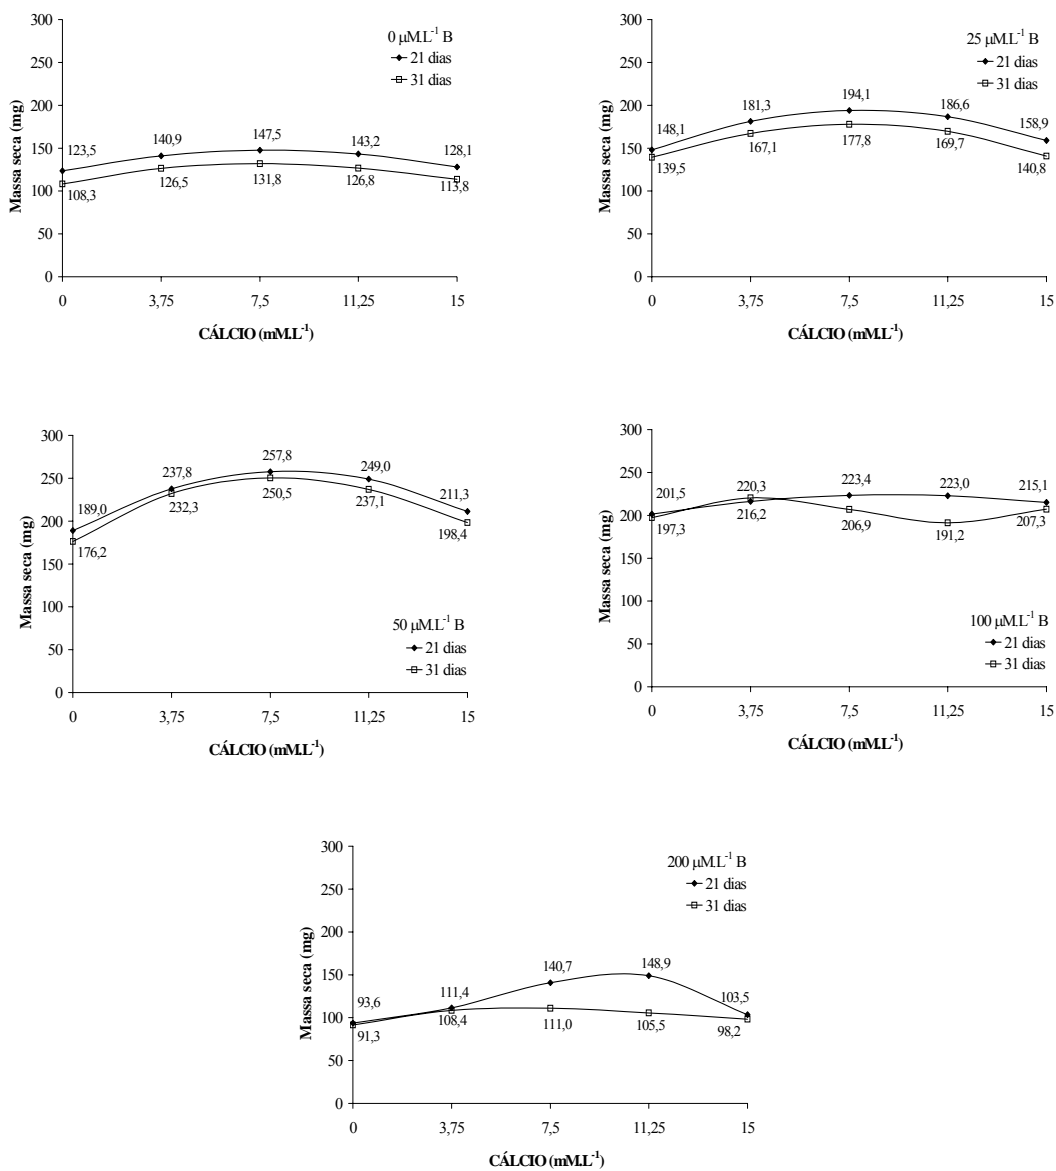 300
250
200
150
100
50
0
Massa seca (mg)
0 µM.L⁻¹ B
21 dias
31 dias
123,5 140,9 147,5 143,2 128,1
108,3 126,5 131,8 126,8 113,8
0 3,75 7,5 11,25 15
CÁLCIO (mM.L⁻¹)
300
250
200
150
100
50
0
Massa seca (mg)
25 µM.L⁻¹ B
21 dias
31 dias
148,1 181,3 194,1 186,6 158,9
139,5 167,1 177,8 169,7 140,8
0 3,75 7,5 11,25 15
CÁLCIO (mM.L⁻¹)
300
250
200
150
100
50
0
Massa seca (mg)
189,0 237,8 257,8 249,0 211,3
176,2 232,3 250,5 237,1 198,4
50 µM.L⁻¹ B
21 dias
31 dias
0 3,75 7,5 11,25 15
CÁLCIO (mM.L⁻¹)
300
250
200
150
100
50
0
Massa seca (mg)
201,5 220,3 223,4 223,0 215,1
197,3 216,2 206,9 191,2 207,3
100 µM.L⁻¹ B
21 dias
31 dias
0 3,75 7,5 11,25 15
CÁLCIO (mM.L⁻¹)
300
250
200
150
100
50
0
Massa seca (mg)
200 µM.L⁻¹ B
21 dias
31 dias
93,6 111,4 140,7 148,9 103,5
91,3 108,4 111,0 105,5 98,2
0 3,75 7,5 11,25 15
CÁLCIO (mM.L⁻¹)